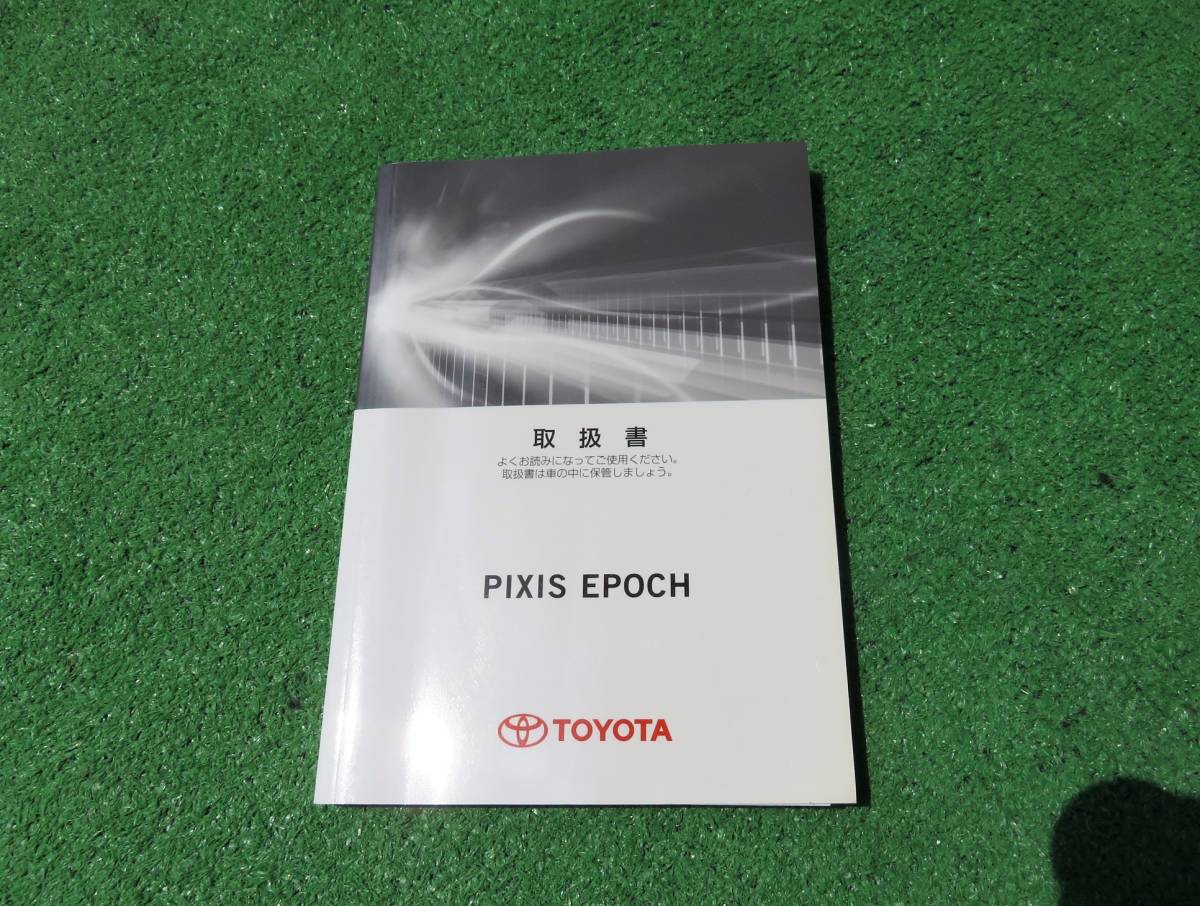 取扱書
よくお読みになってご使用ください。
取扱書は車の中に保管しましょう。
PIXIS EPOCH
TOYOTA